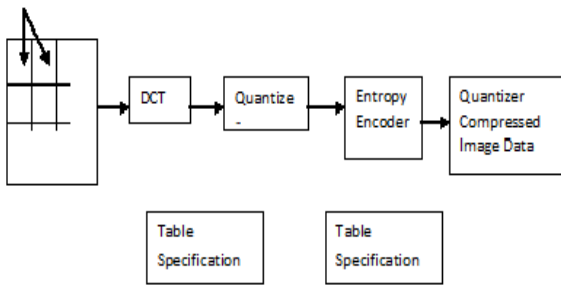 DCT
Quantize
-
Entropy
Encoder
Quantizer
Compressed
Image Data
Table
Specification
Table
Specification